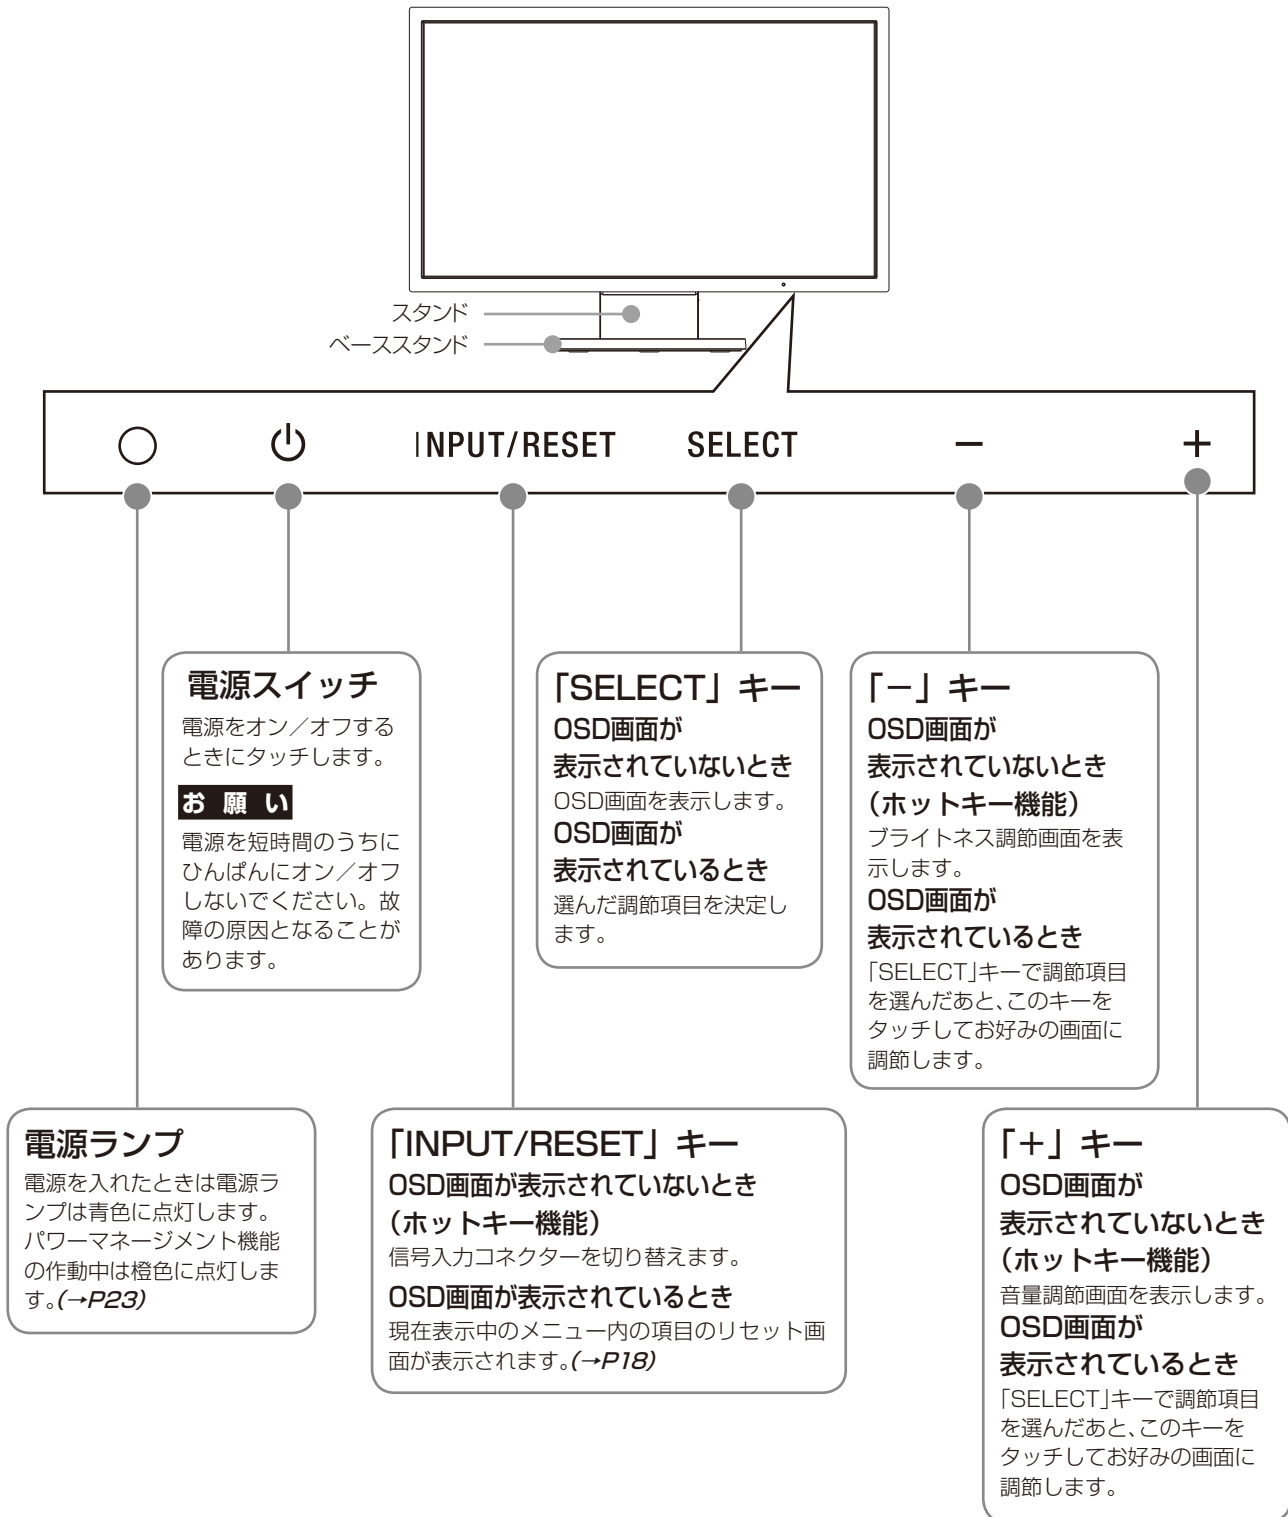 スタンド
ベーススタンド
INPUT/RESET SELECT − +
電源スイッチ
電源をオン／オフする
ときにタッチします。
お願い
電源を短時間のうちに
ひんぱんにオン／オフ
しないでください。故
障の原因となることが
あります。
「SELECT」キー
OSD画面が
表示されていないとき
OSD画面を表示します。
OSD画面が
表示されているとき
選んだ調節項目を決定し
ます。
「－」キー
OSD画面が
表示されていないとき
（ホットキー機能）
ブライトネス調節画面を表
示します。
OSD画面が
表示されているとき
「SELECT」キーで調節項目
を選んだあと、このキーを
タッチしてお好みの画面に
調節します。
電源ランプ
電源を入れたときは電源ラ
ンプは青色に点灯します。
パワーマネージメント機能
の作動中は橙色に点灯しま
す。(→P23)
「INPUT/RESET」キー
OSD画面が表示されていないとき
（ホットキー機能）
信号入力コネクターを切り替えます。
OSD画面が表示されているとき
現在表示中のメニュー内の項目のリセット画
面が表示されます。(→P18)
「＋」キー
OSD画面が
表示されていないとき
（ホットキー機能）
音量調節画面を表示します。
OSD画面が
表示されているとき
「SELECT」キーで調節項目
を選んだあと、このキーを
タッチしてお好みの画面に
調節します。